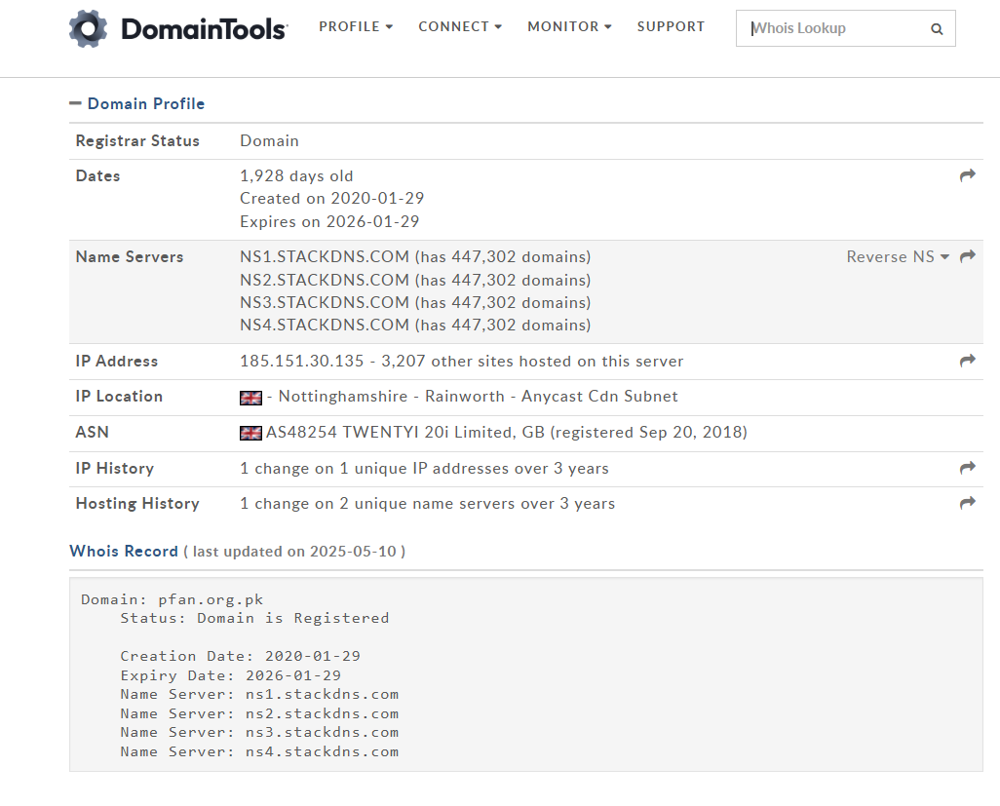 DomainTools
PROFILE CONNECT MONITOR SUPPORT Whois Lookup
Domain Profile
Registrar Status Domain
Dates 1,928 days old
Created on 2020-01-29
Expires on 2026-01-29
Name Servers NS1.STACKDNS.COM (has 447,302 domains) Reverse NS
NS2.STACKDNS.COM (has 447,302 domains)
NS3.STACKDNS.COM (has 447,302 domains)
NS4.STACKDNS.COM (has 447,302 domains)
IP Address 185.151.30.135 - 3,207 other sites hosted on this server
IP Location - Nottinghamshire - Rainworth - Anycast Cdn Subnet
ASN AS48254 TWENTYI 20i Limited, GB (registered Sep 20, 2018)
IP History 1 change on 1 unique IP addresses over 3 years
Hosting History 1 change on 2 unique name servers over 3 years
Whois Record ( last updated on 2025-05-10 )
Domain: pfan.org.pk
Status: Domain is Registered
Creation Date: 2020-01-29
Expiry Date: 2026-01-29
Name Server: ns1.stackdns.com
Name Server: ns2.stackdns.com
Name Server: ns3.stackdns.com
Name Server: ns4.stackdns.com